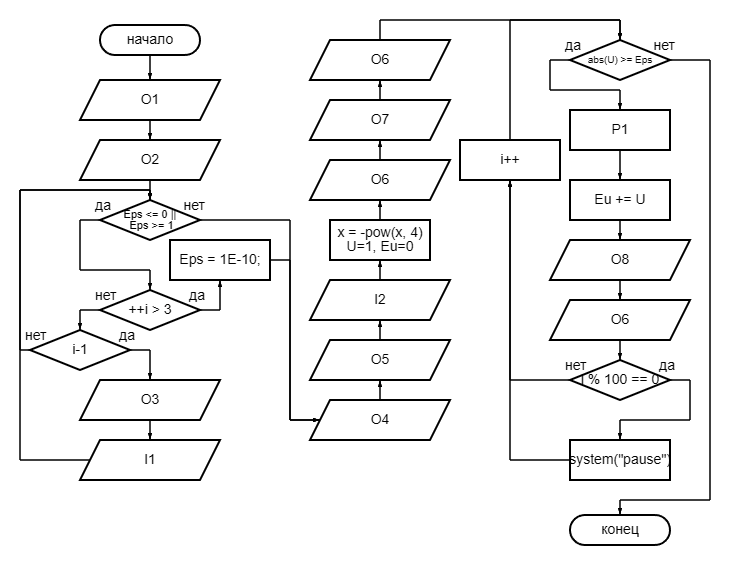 начало
O1
O2
да
нет
Eps <= 0 ||
Eps >= 1
Eps = 1E-10;
нет
да
++i > 3
нет
да
i-1
O3
I1
O6
O7
O6
x = -pow(x, 4)
U=1, Eu=0
I2
O5
O4
да
нет
abs(U) >= Eps
P1
i++
Eu += U
O8
O6
нет
да
i % 100 == 0
system("pause")
конец